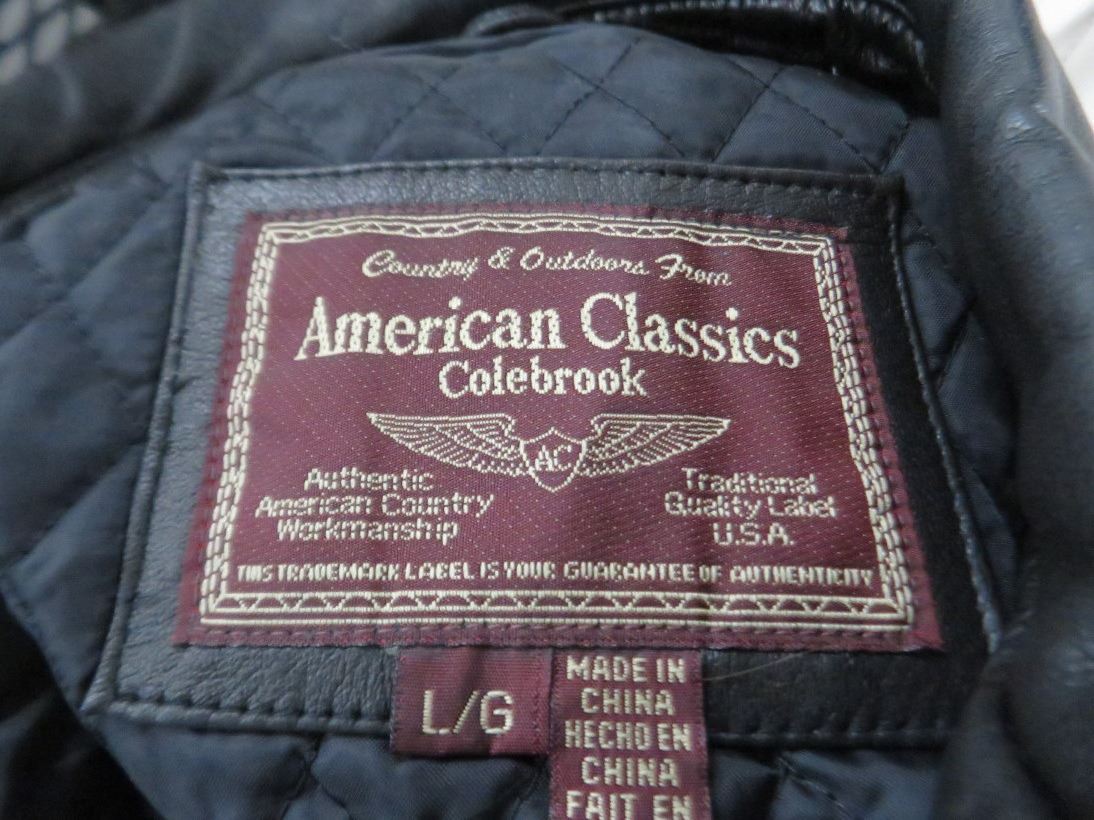 Country & Outdoors From
American Classics
Colebrook
AC
Authentic
American Country
Workmanship
Traditional
Quality Label
U.S.A.
THIS TRADEMARK LABEL IS YOUR GUARANTEE OF AUTHENTICITY
L/G
MADE IN
CHINA
HECHO EN
CHINA
FAIT EN